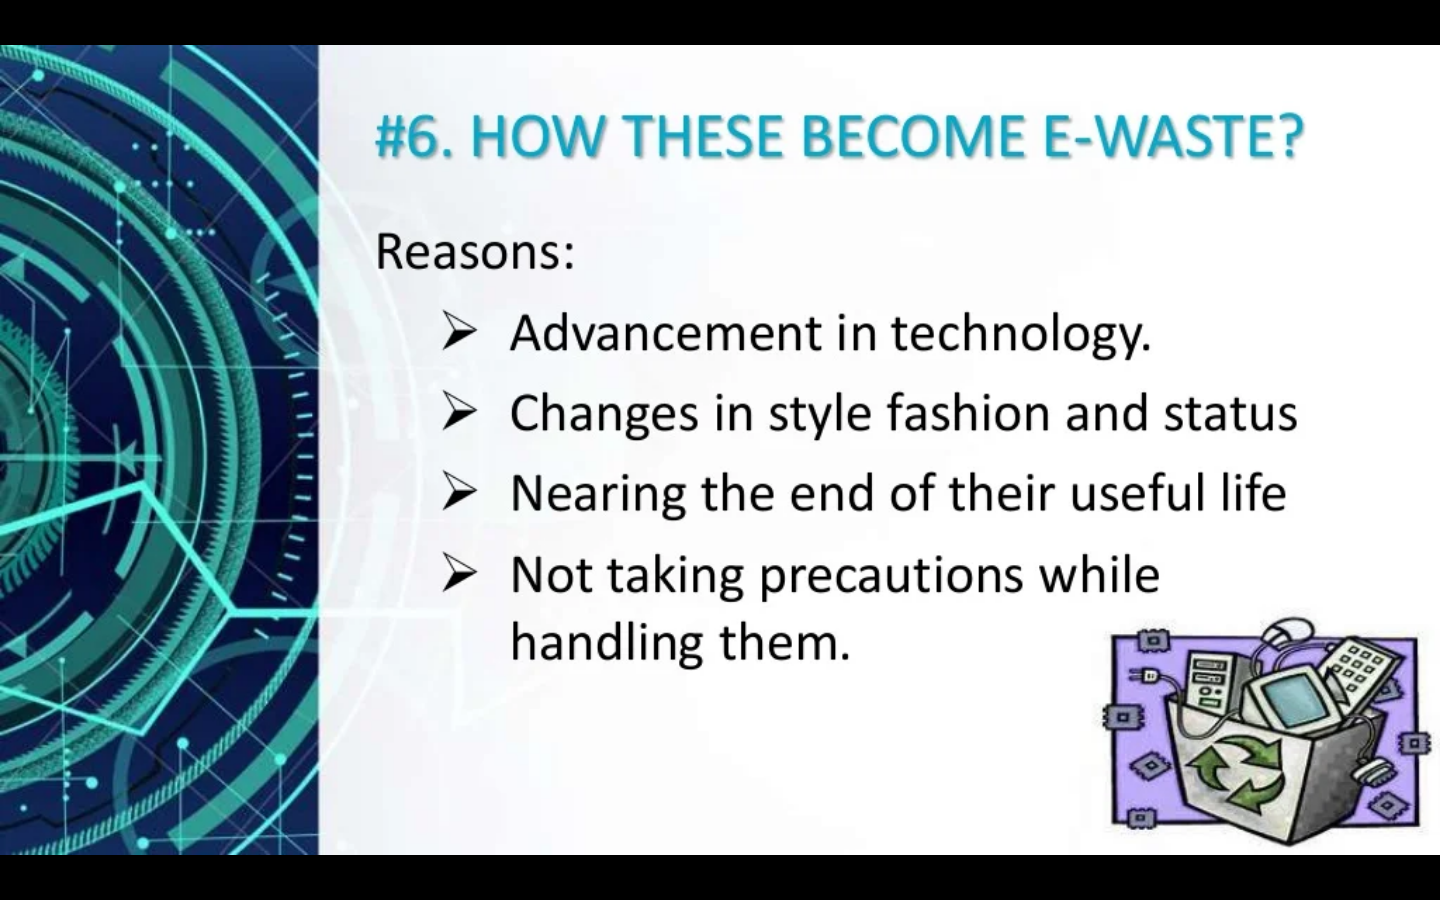 #6. HOW THESE BECOME E-WASTE?
Reasons:
➢ Advancement in technology.
➢ Changes in style fashion and status
➢ Nearing the end of their useful life
➢ Not taking precautions while
handling them.